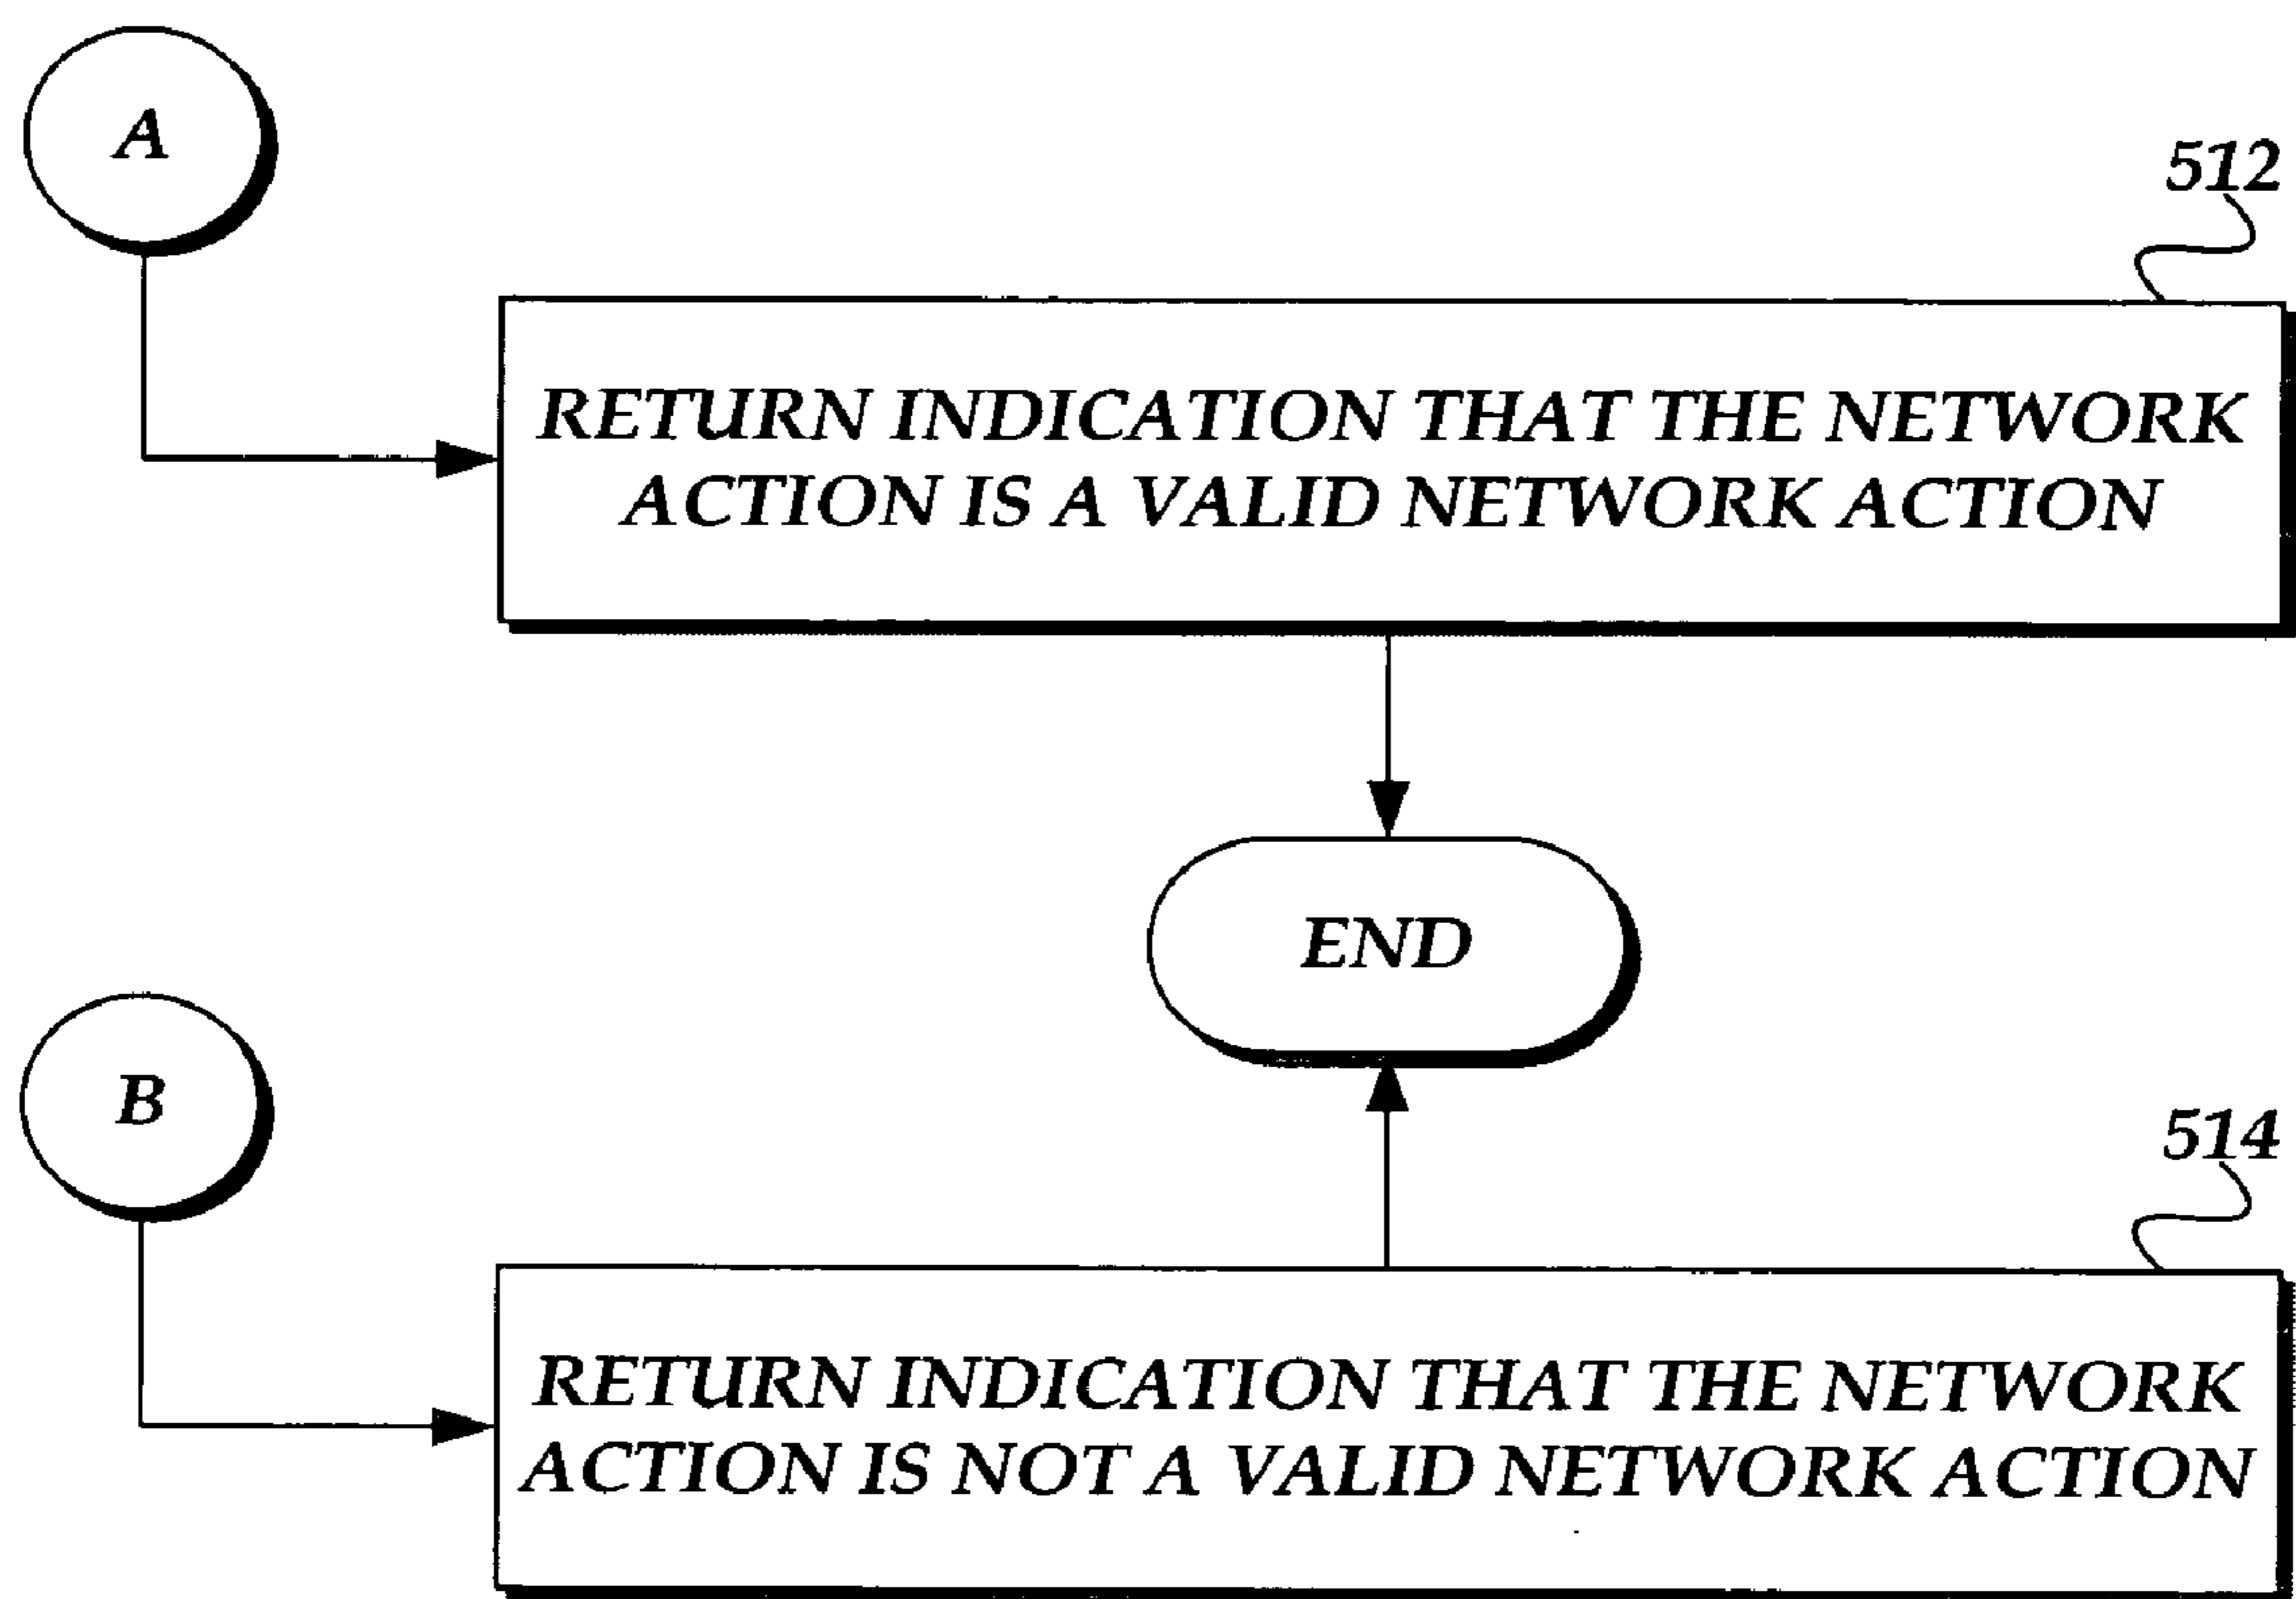 A
512
RETURN INDICATION THAT THE NETWORK
ACTION IS A VALID NETWORK ACTION
END
B
514
RETURN INDICATION THAT THE NETWORK
ACTION IS NOT A VALID NETWORK ACTION